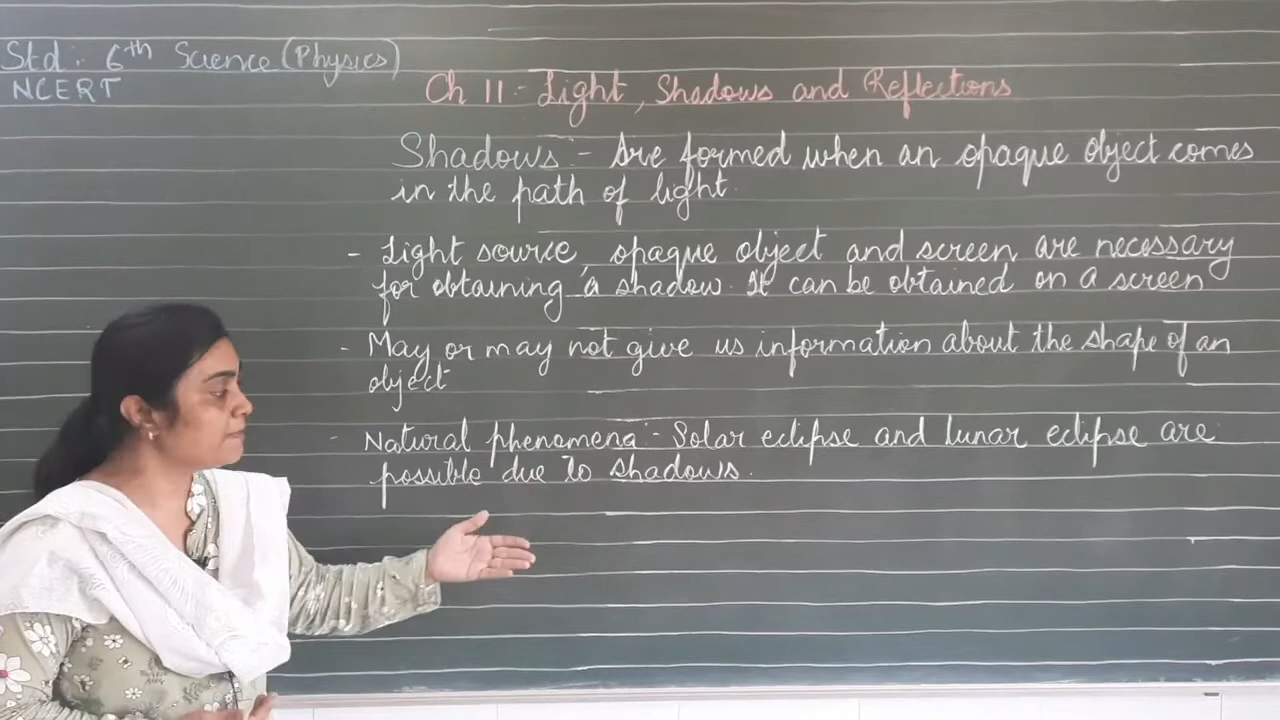 Std :- 6th Science (Physics)
NCERT
Ch 11 :- Light, Shadows and Reflections
Shadows :- Are formed when an opaque object comes
in the path of light.
- Light source, opaque object and screen are necessary
for obtaining a shadow. It can be obtained on a screen
- May or may not give us information about the shape of an
object
- Natural phenomena - Solar eclipse and lunar eclipse are
possible due to shadows.